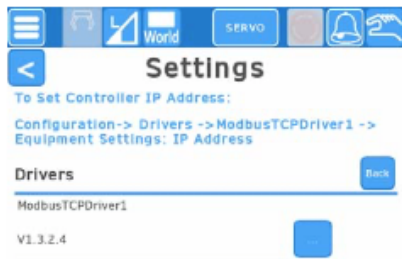 World
SERVO
<
Settings
To Set Controller IP Address:
Configuration-> Drivers ->ModbusTCPDriver1 ->
Equipment Settings: IP Address
Drivers
Back
ModbusTCPDriver1
V1.3.2.4
...